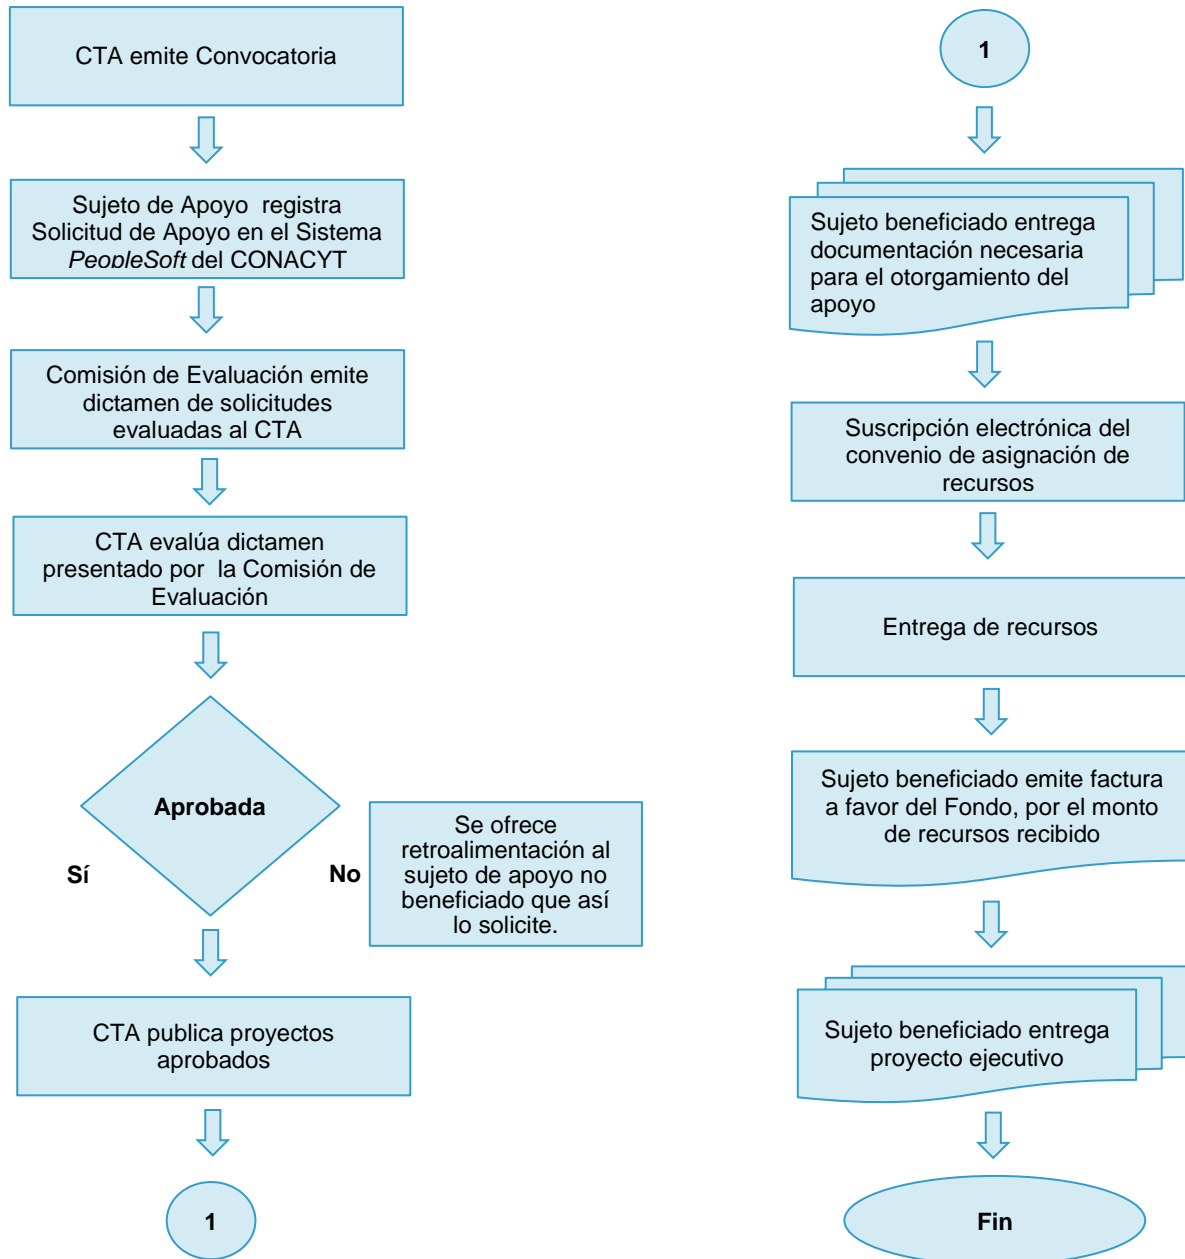 CTA emite Convocatoria
Sujeto de Apoyo registra
Solicitud de Apoyo en el Sistema
PeopleSoft del CONACYT
Comisión de Evaluación emite
dictamen de solicitudes
evaluadas al CTA
CTA evalúa dictamen
presentado por la Comisión de
Evaluación
Aprobada
Sí
No
Se ofrece
retroalimentación al
sujeto de apoyo no
beneficiado que así
lo solicite.
CTA publica proyectos
aprobados
1
1
Sujeto beneficiado entrega
documentación necesaria
para el otorgamiento del
apoyo
Suscripción electrónica del
convenio de asignación de
recursos
Entrega de recursos
Sujeto beneficiado emite factura
a favor del Fondo, por el monto
de recursos recibido
Sujeto beneficiado entrega
proyecto ejecutivo
Fin